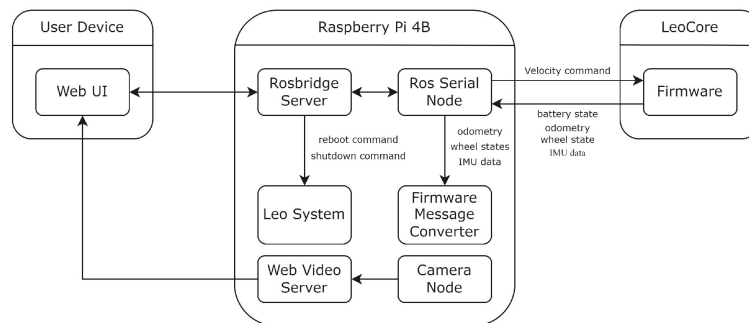 User Device
Raspberry Pi 4B
LeoCore
Web UI
Rosbridge
Server
Ros Serial
Node
Velocity command
Firmware
battery state
odometry
wheel state
IMU data
reboot command
shutdown command
odometry
wheel states
IMU data
Leo System
Firmware
Message
Converter
Web Video
Server
Camera
Node